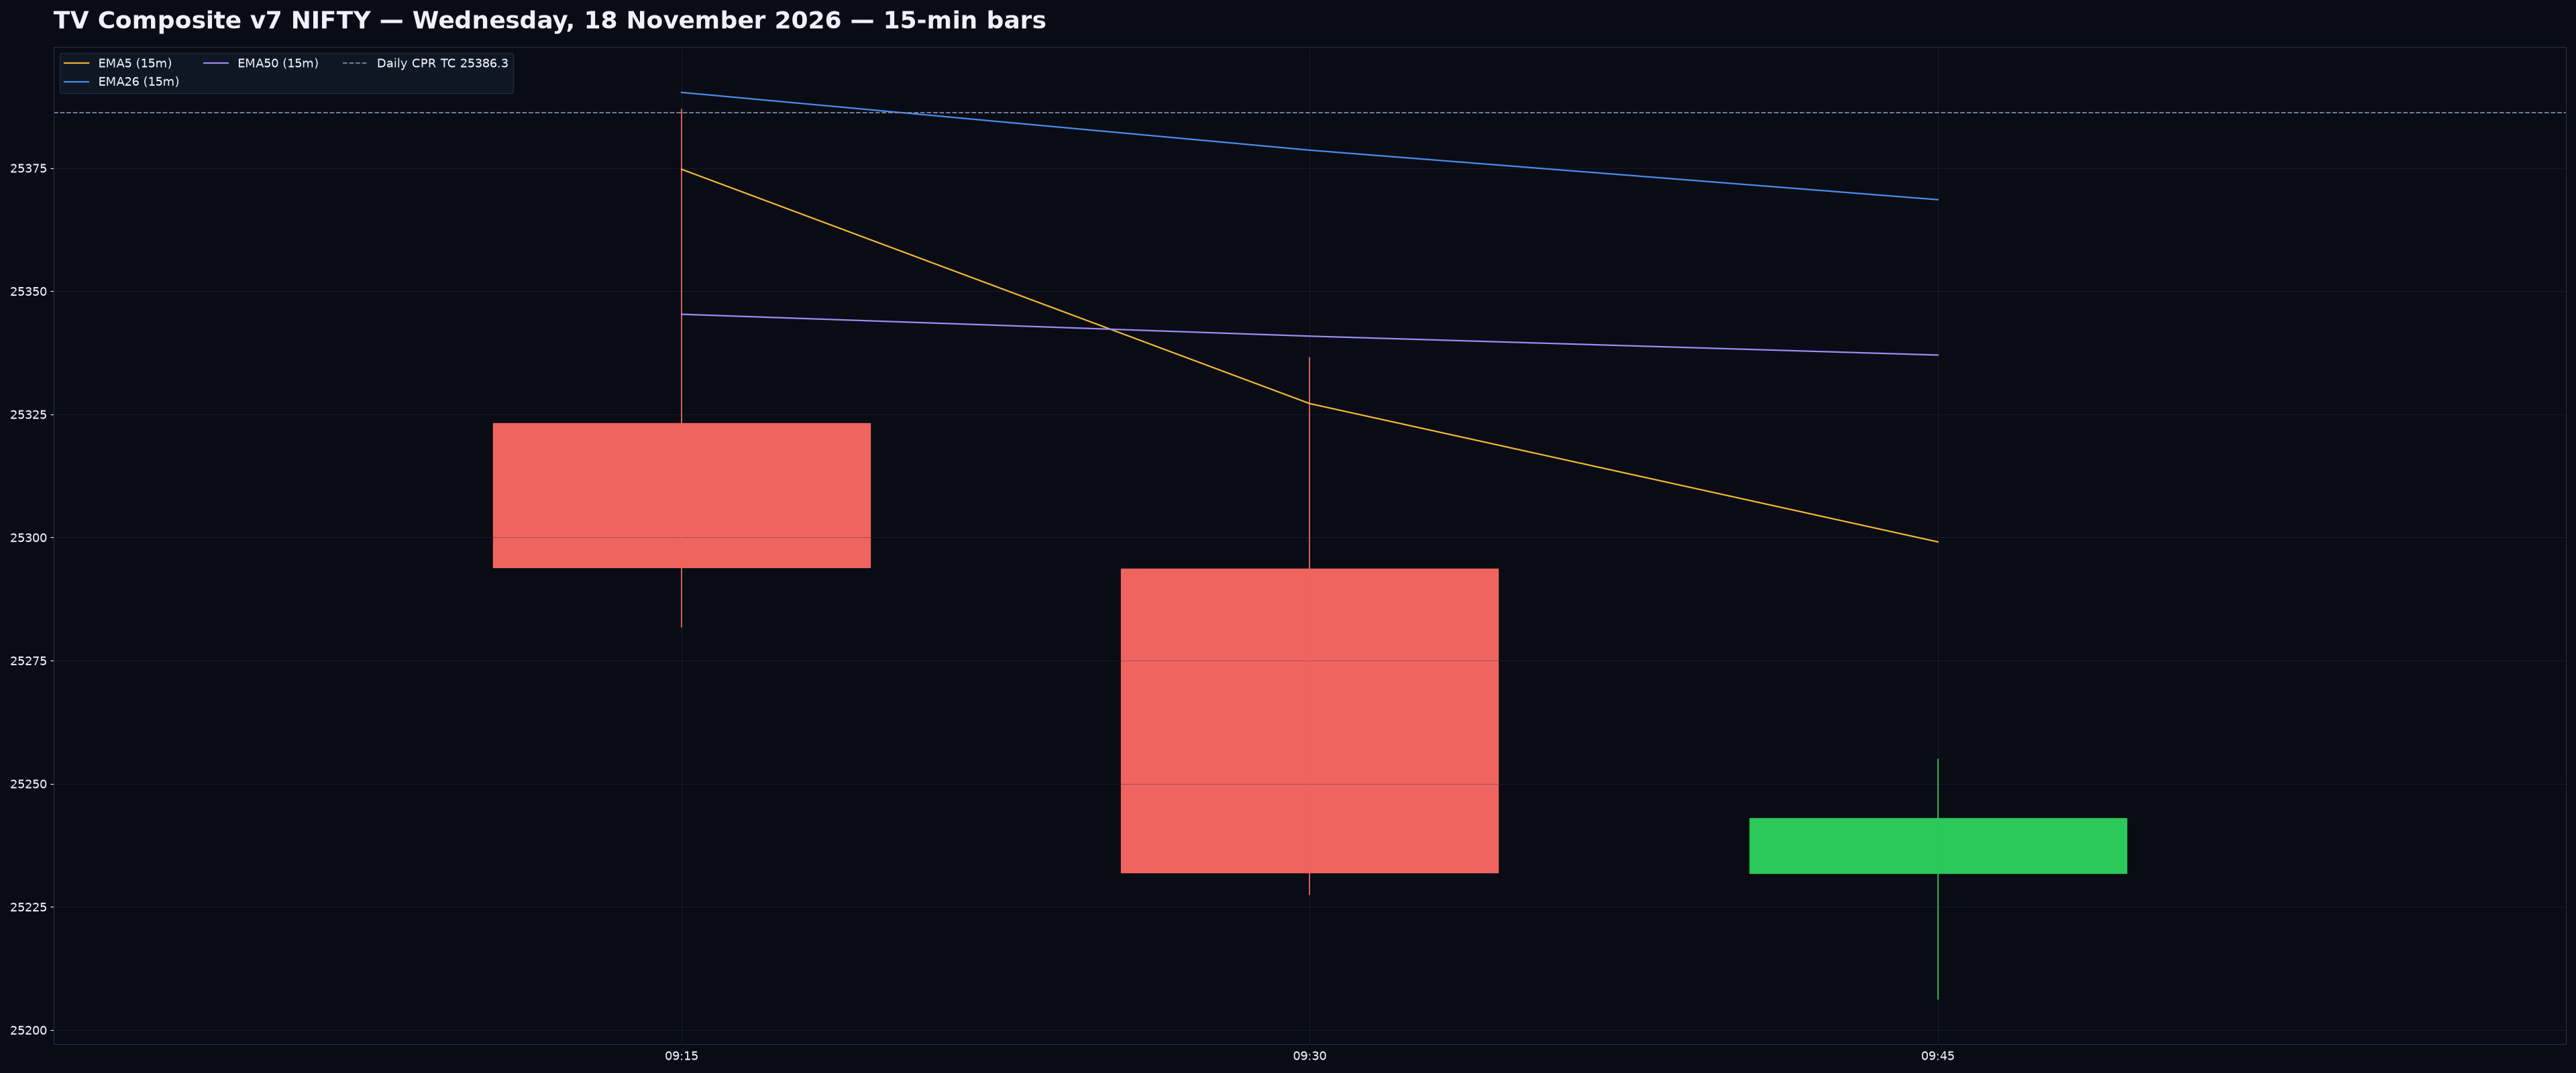 TV Composite v7 NIFTY — Wednesday, 18 November 2026 — 15-min bars
EMA5 (15m)
EMA26 (15m)
EMA50 (15m)
Daily CPR TC 25386.3
25375
25350
25325
25300
25275
25250
25225
25200
09:15
09:30
09:45